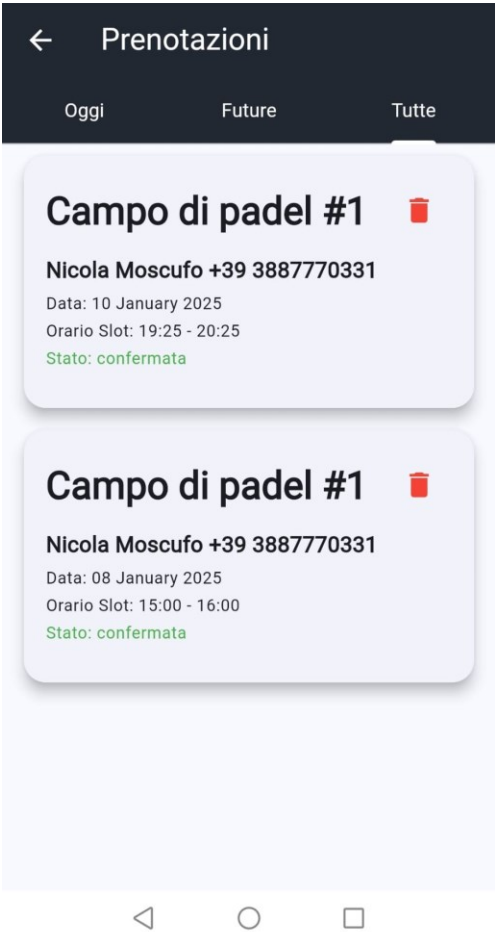 Prenotazioni
Oggi Future Tutte
Campo di padel #1
Nicola Moscufo +39 3887770331
Data: 10 January 2025
Orario Slot: 19:25 - 20:25
Stato: confermata
Campo di padel #1
Nicola Moscufo +39 3887770331
Data: 08 January 2025
Orario Slot: 15:00 - 16:00
Stato: confermata